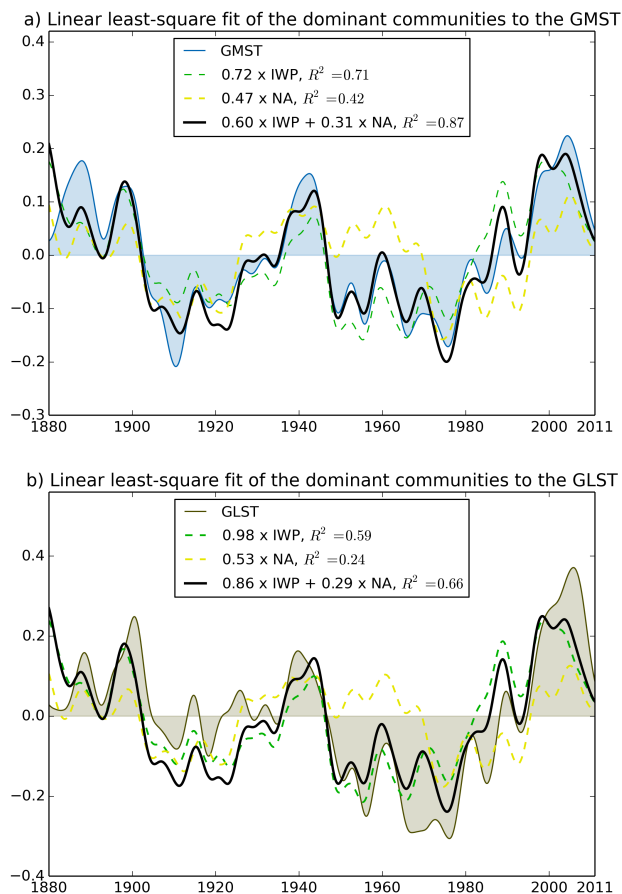 a) Linear least-square fit of the dominant communities to the GMST
0.4
GMST
0.72 x IWP, R² =0.71
0.3
0.47 x NA, R² =0.42
0.60 x IWP + 0.31 x NA, R² =0.87
0.2
0.1
0.0
−0.1
−0.2
−0.3
1880 1900 1920 1940 1960 1980 2000 2011
b) Linear least-square fit of the dominant communities to the GLST
GLST
0.98 x IWP, R² =0.59
0.4
0.53 x NA, R² =0.24
0.86 x IWP + 0.29 x NA, R² =0.66
0.2
0.0
−0.2
−0.4
1880 1900 1920 1940 1960 1980 2000 2011